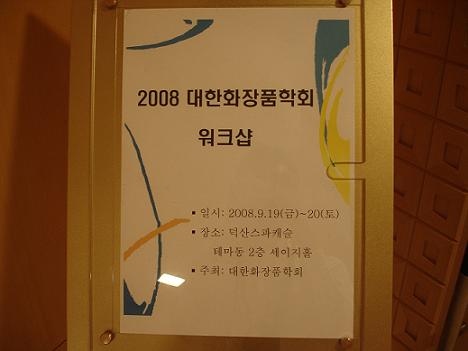 2008 대한화장품학회
워크샵
▪ 일시: 2008.9.19(금)~20(토)
▪ 장소: 덕산스파캐슬
테마동 2층 세이지홀
▪ 주최: 대한화장품학회